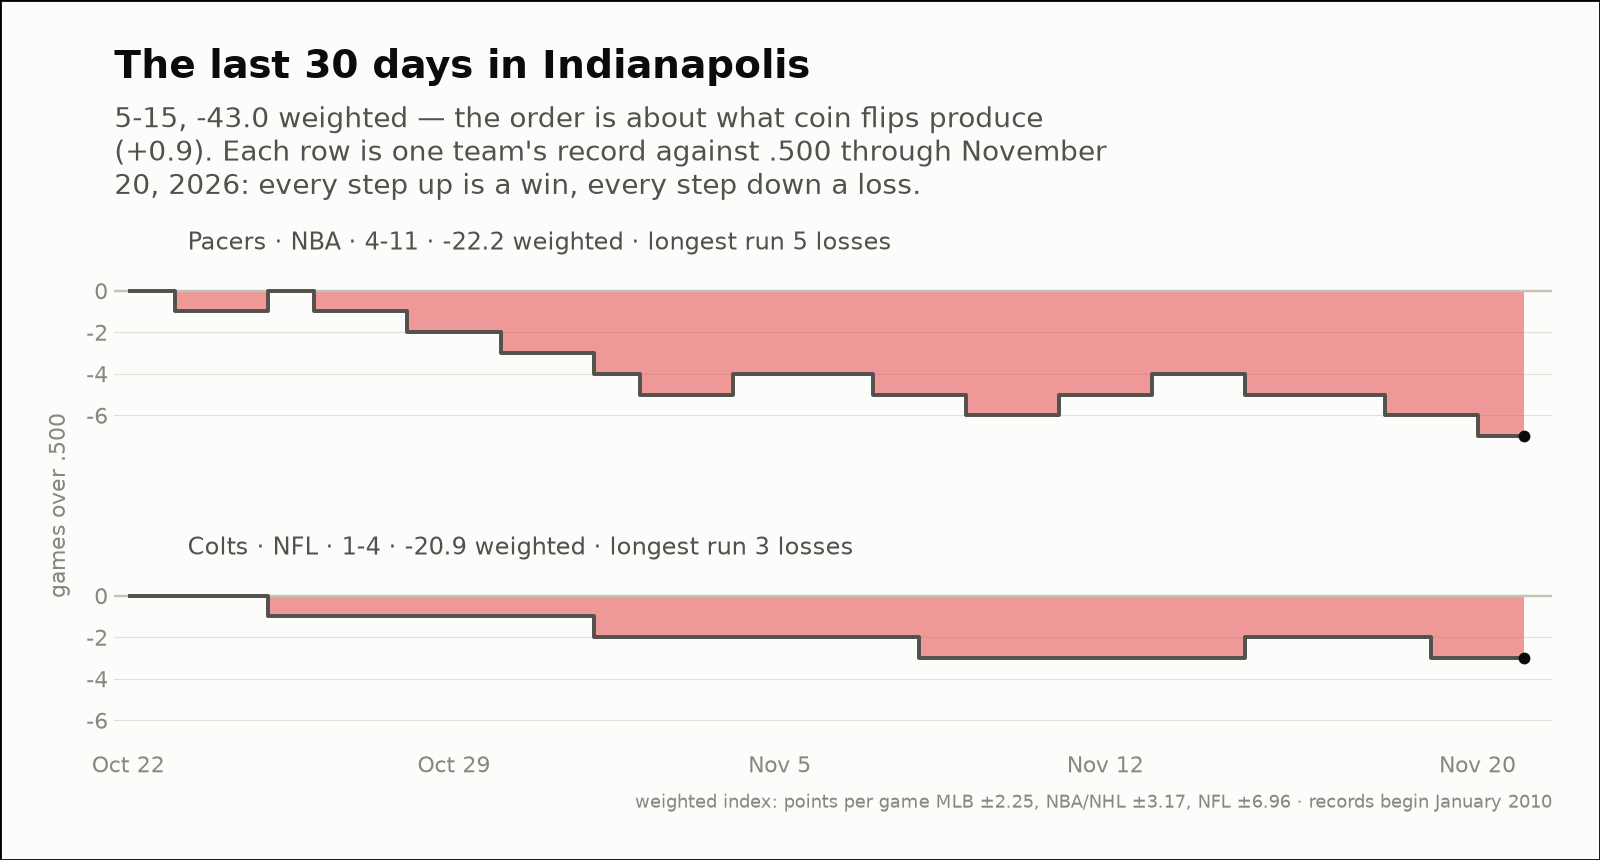 The last 30 days in Indianapolis
5-15, -43.0 weighted — the order is about what coin flips produce
(+0.9). Each row is one team's record against .500 through November
20, 2026: every step up is a win, every step down a loss.
Pacers · NBA · 4-11 · -22.2 weighted · longest run 5 losses
0
-2
-4
-6
games over .500
Colts · NFL · 1-4 · -20.9 weighted · longest run 3 losses
0
-2
-4
-6
Oct 22 Oct 29 Nov 5 Nov 12 Nov 20
weighted index: points per game MLB ±2.25, NBA/NHL ±3.17, NFL ±6.96 · records begin January 2010